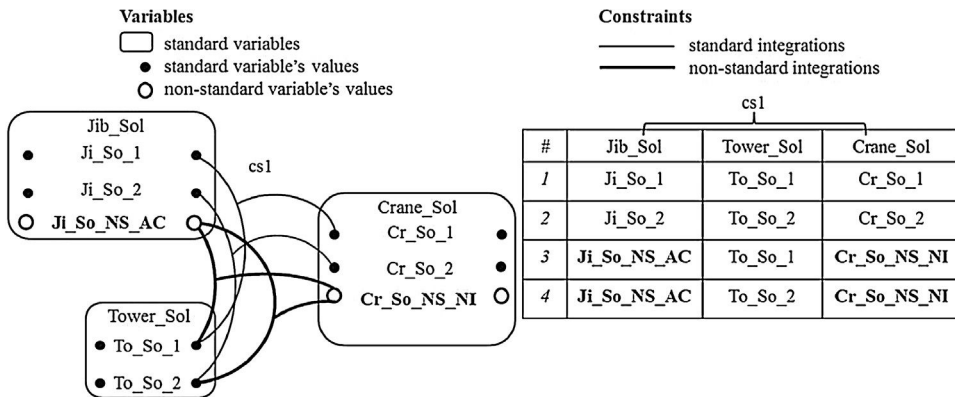 Variables
standard variables
standard variable's values
non-standard variable's values
Constraints
standard integrations
non-standard integrations
Jib_Sol
Ji_So_1
Ji_So_2
Ji_So_NS_AC
cs1
Crane_Sol
Cr_So_1
Cr_So_2
Cr_So_NS_NI
Tower_Sol
To_So_1
To_So_2
cs1
# Jib_Sol Tower_Sol Crane_Sol
1 Ji_So_1 To_So_1 Cr_So_1
2 Ji_So_2 To_So_2 Cr_So_2
3 Ji_So_NS_AC To_So_1 Cr_So_NS_NI
4 Ji_So_NS_AC To_So_2 Cr_So_NS_NI